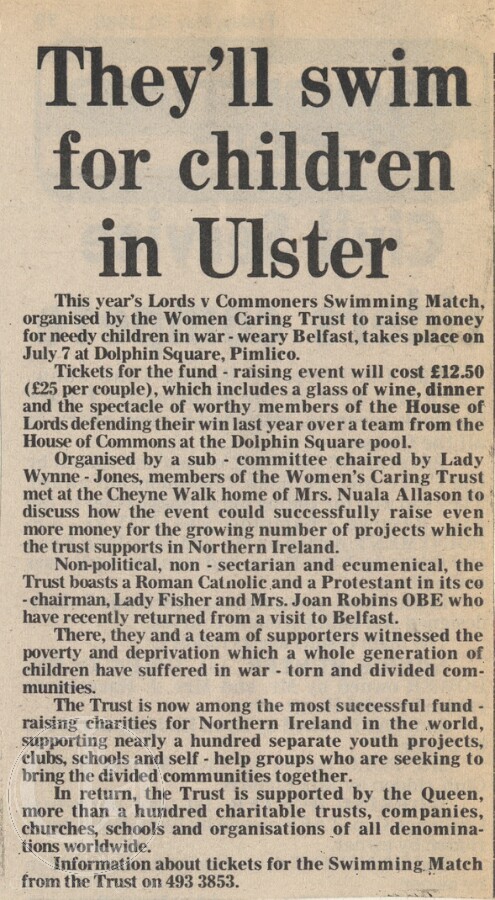 They'll swim
for children
in Ulster
This year's Lords v Commoners Swimming Match,
organised by the Women Caring Trust to raise money
for needy children in war - weary Belfast, takes place on
July 7 at Dolphin Square, Pimlico.
Tickets for the fund - raising event will cost £12.50
(£25 per couple), which includes a glass of wine, dinner
and the spectacle of worthy members of the House of
Lords defending their win last year over a team from the
House of Commons at the Dolphin Square pool.
Organised by a sub - committee chaired by Lady
Wynne - Jones, members of the Women's Caring Trust
met at the Cheyne Walk home of Mrs. Nuala Allason to
discuss how the event could successfully raise even
more money for the growing number of projects which
the trust supports in Northern Ireland.
Non-political, non - sectarian and ecumenical, the
Trust boasts a Roman Catholic and a Protestant in its co
- chairman, Lady Fisher and Mrs. Joan Robins OBE who
have recently returned from a visit to Belfast.
There, they and a team of supporters witnessed the
poverty and deprivation which a whole generation of
children have suffered in war - torn and divided com-
munities.
The Trust is now among the most successful fund -
raising charities for Northern Ireland in the world,
supporting nearly a hundred separate youth projects,
clubs, schools and self - help groups who are seeking to
bring the divided communities together.
In return, the Trust is supported by the Queen,
more than a hundred charitable trusts, companies,
churches, schools and organisations of all denomina-
tions worldwide.
Information about tickets for the Swimming Match
from the Trust on 493 3853.